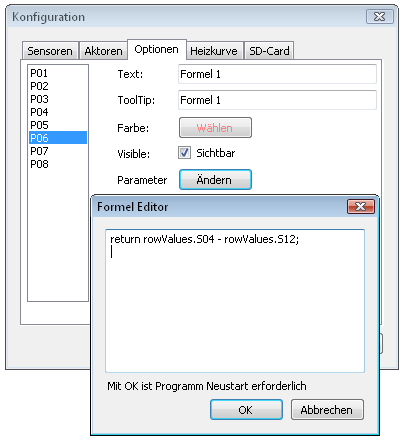 Konfiguration
Sensoren Aktoren Optionen Heizkurve SD-Card
P01
P02
P03
P04
P05
P06
P07
P08
Text: Formel 1
ToolTip: Formel 1
Farbe: Wählen
Visible: Sichtbar
Parameter Ändern
Formel Editor
return rowValues.S04 - rowValues.S12;
Mit OK ist Programm Neustart erforderlich
OK Abbrechen